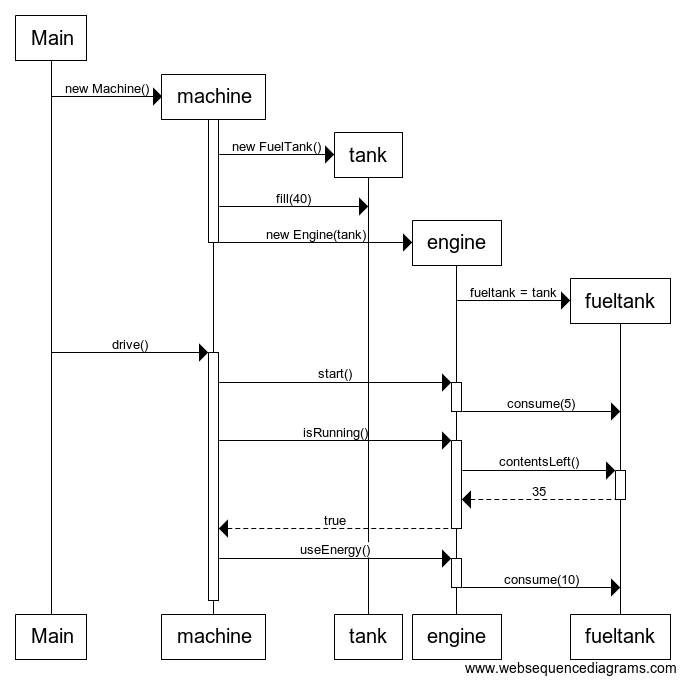 Main
new Machine()
machine
new FuelTank()
tank
fill(40)
new Engine(tank)
engine
fueltank = tank
fueltank
drive()
start()
consume(5)
isRunning()
contentsLeft()
35
true
useEnergy()
consume(10)
Main
machine
tank
engine
fueltank
www.websequencediagrams.com